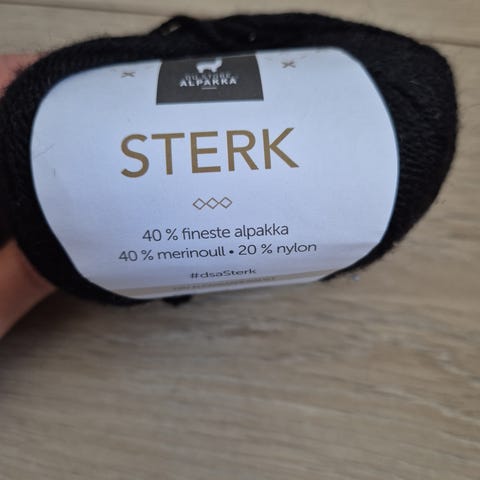 DU STORE
ALPAKKA
STERK
40 % fineste alpakka
40 % merinoull • 20 % nylon
#dsaSterk